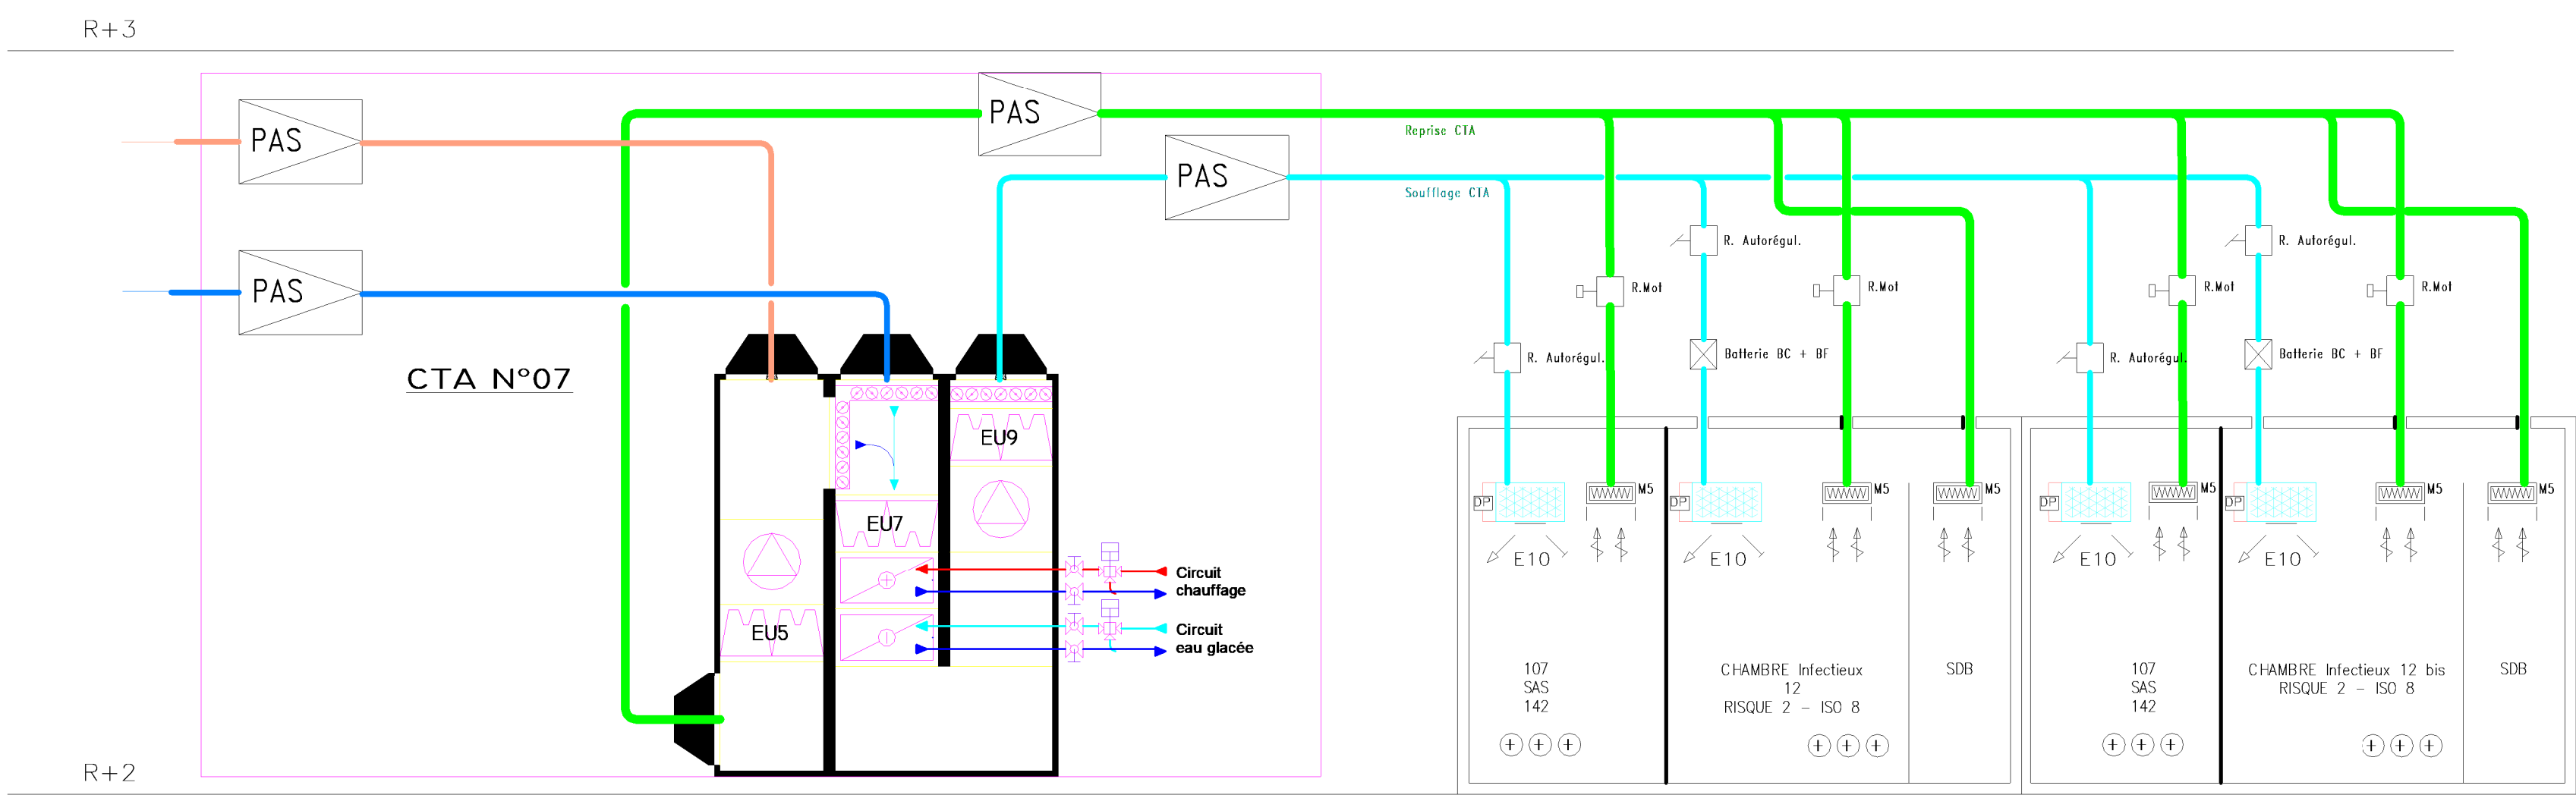 R+3
PAS
PAS
PAS
PAS
Reprise CTA
Soufflage CTA
CTA N°07
R. Autorégul.
R. Autorégul.
R.Mot
R.Mot
R.Mot
R.Mot
R. Autorégul.
Batterie BC + BF
R. Autorégul.
Batterie BC + BF
EU9
EU7
EU5
Circuit
chauffage
Circuit
eau glacée
DP
M5
DP
M5
M5
DP
M5
DP
M5
M5
E10
E10
E10
E10
107
SAS
142
CHAMBRE Infectieux
12
RISQUE 2 - ISO 8
SDB
107
SAS
142
CHAMBRE Infectieux 12 bis
RISQUE 2 - ISO 8
SDB
R+2